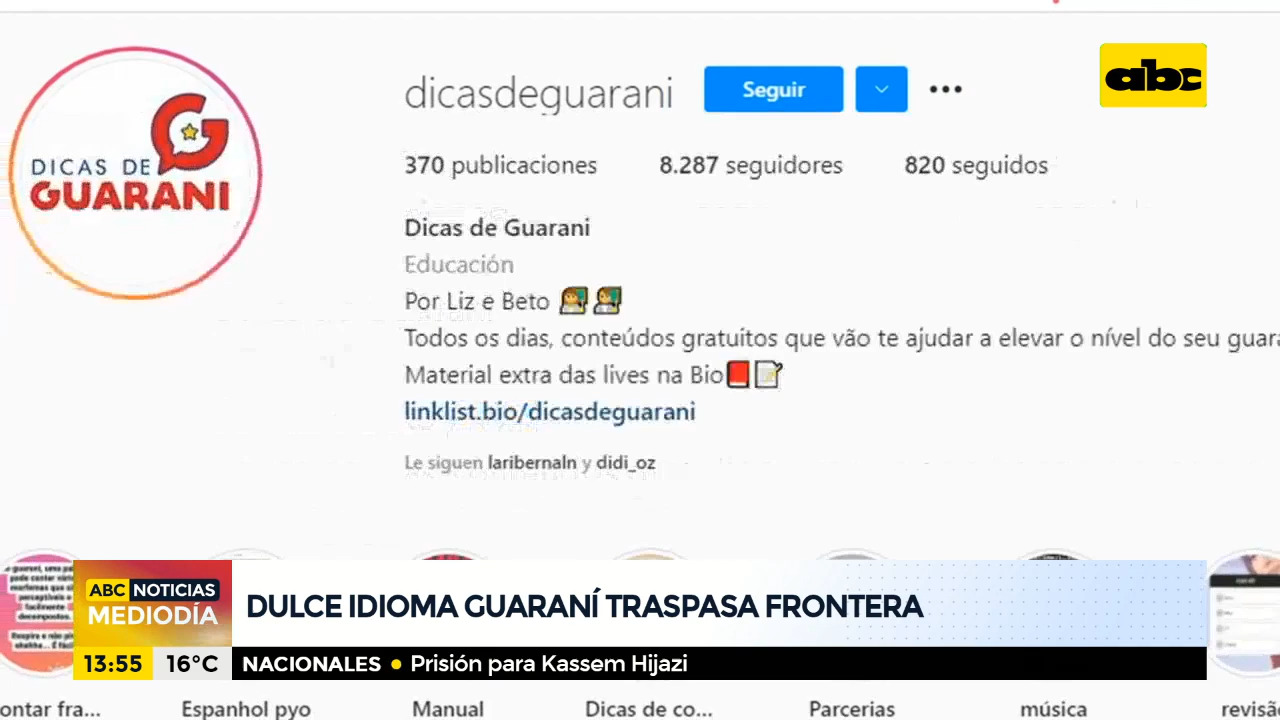 dicasdeguarani
Seguir
abc
370 publicaciones
8.287 seguidores
820 seguidos
DICAS DE
GUARANI
Dicas de Guarani
Educación
Por Liz e Beto
Todos os dias, conteúdos gratuitos que vão te ajudar a elevar o nível do seu guara
Material extra das lives na Bio
linklist.bio/dicasdeguarani
Le siguen laribernaln y didi_oz
ABC NOTICIAS
MEDIODÍA
DULCE IDIOMA GUARANÍ TRASPASA FRONTERA
13:55
16°C
NACIONALES • Prisión para Kassem Hijazi
ontar fra...
Espanhol pyo
Manual
Dicas de co...
Parcerias
música
revisã